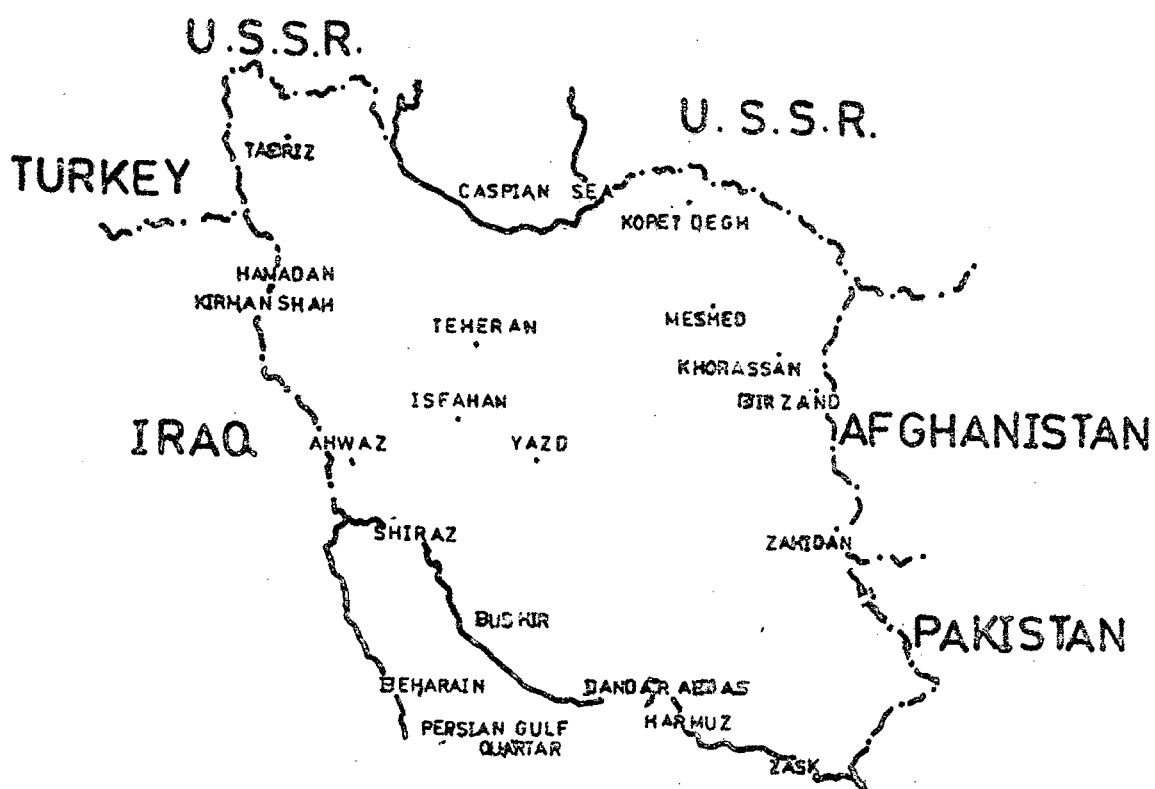 U.S.S.R.
U.S.S.R.
TABRIZ
TURKEY
CASPIAN SEA
KOPET DEGH
HAMADAN
KIRMANSHAH
TEHERAN
MESHED
KHORASSAN
ISFAHAN
BIRZAND
IRAQ
AHWAZ
YAZD
AFGHANISTAN
SHIRAZ
ZAHIDAN
BUSHIR
PAKISTAN
BEHARAIN
BANDAR ABBAS
HARMUZ
PERSIAN GULF
QUARTAR
ZASK